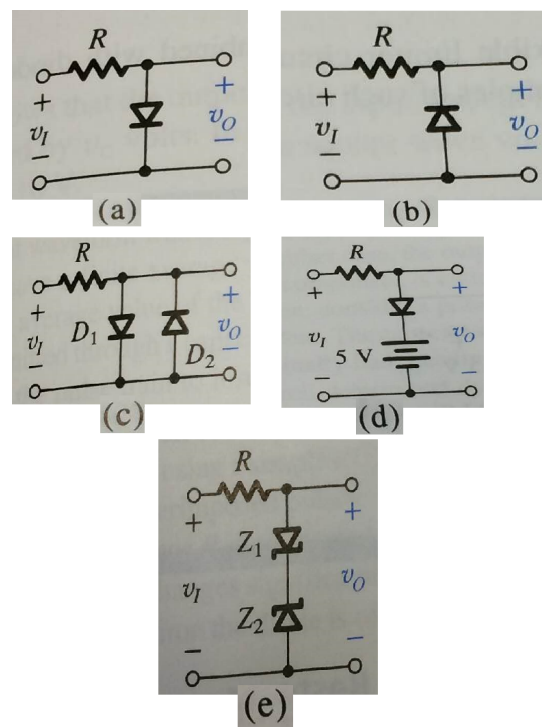 R
+ +
v_I v_O
− −
(a)
R
+ +
v_I v_O
− −
(b)
R
+ +
v_I D_1 D_2 v_O
− −
(c)
R
+ +
v_I 5 V v_O
− −
(d)
R
+ +
Z_1
v_I v_O
Z_2
− −
(e)